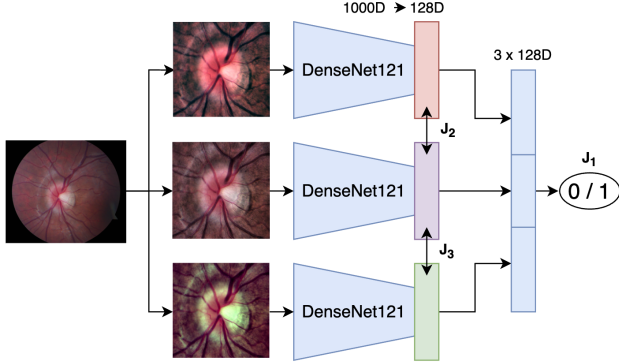 1000D → 128D
3 x 128D
DenseNet121
J2
J1
DenseNet121
0 / 1
J3
DenseNet121